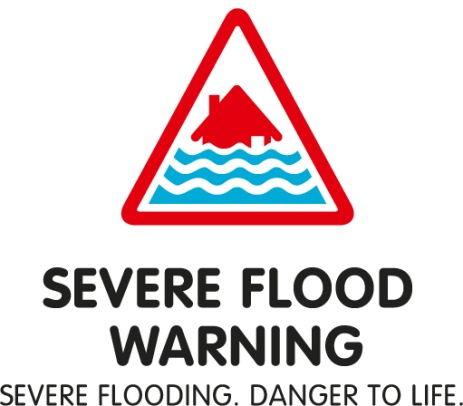 SEVERE FLOOD
WARNING
SEVERE FLOODING. DANGER TO LIFE.